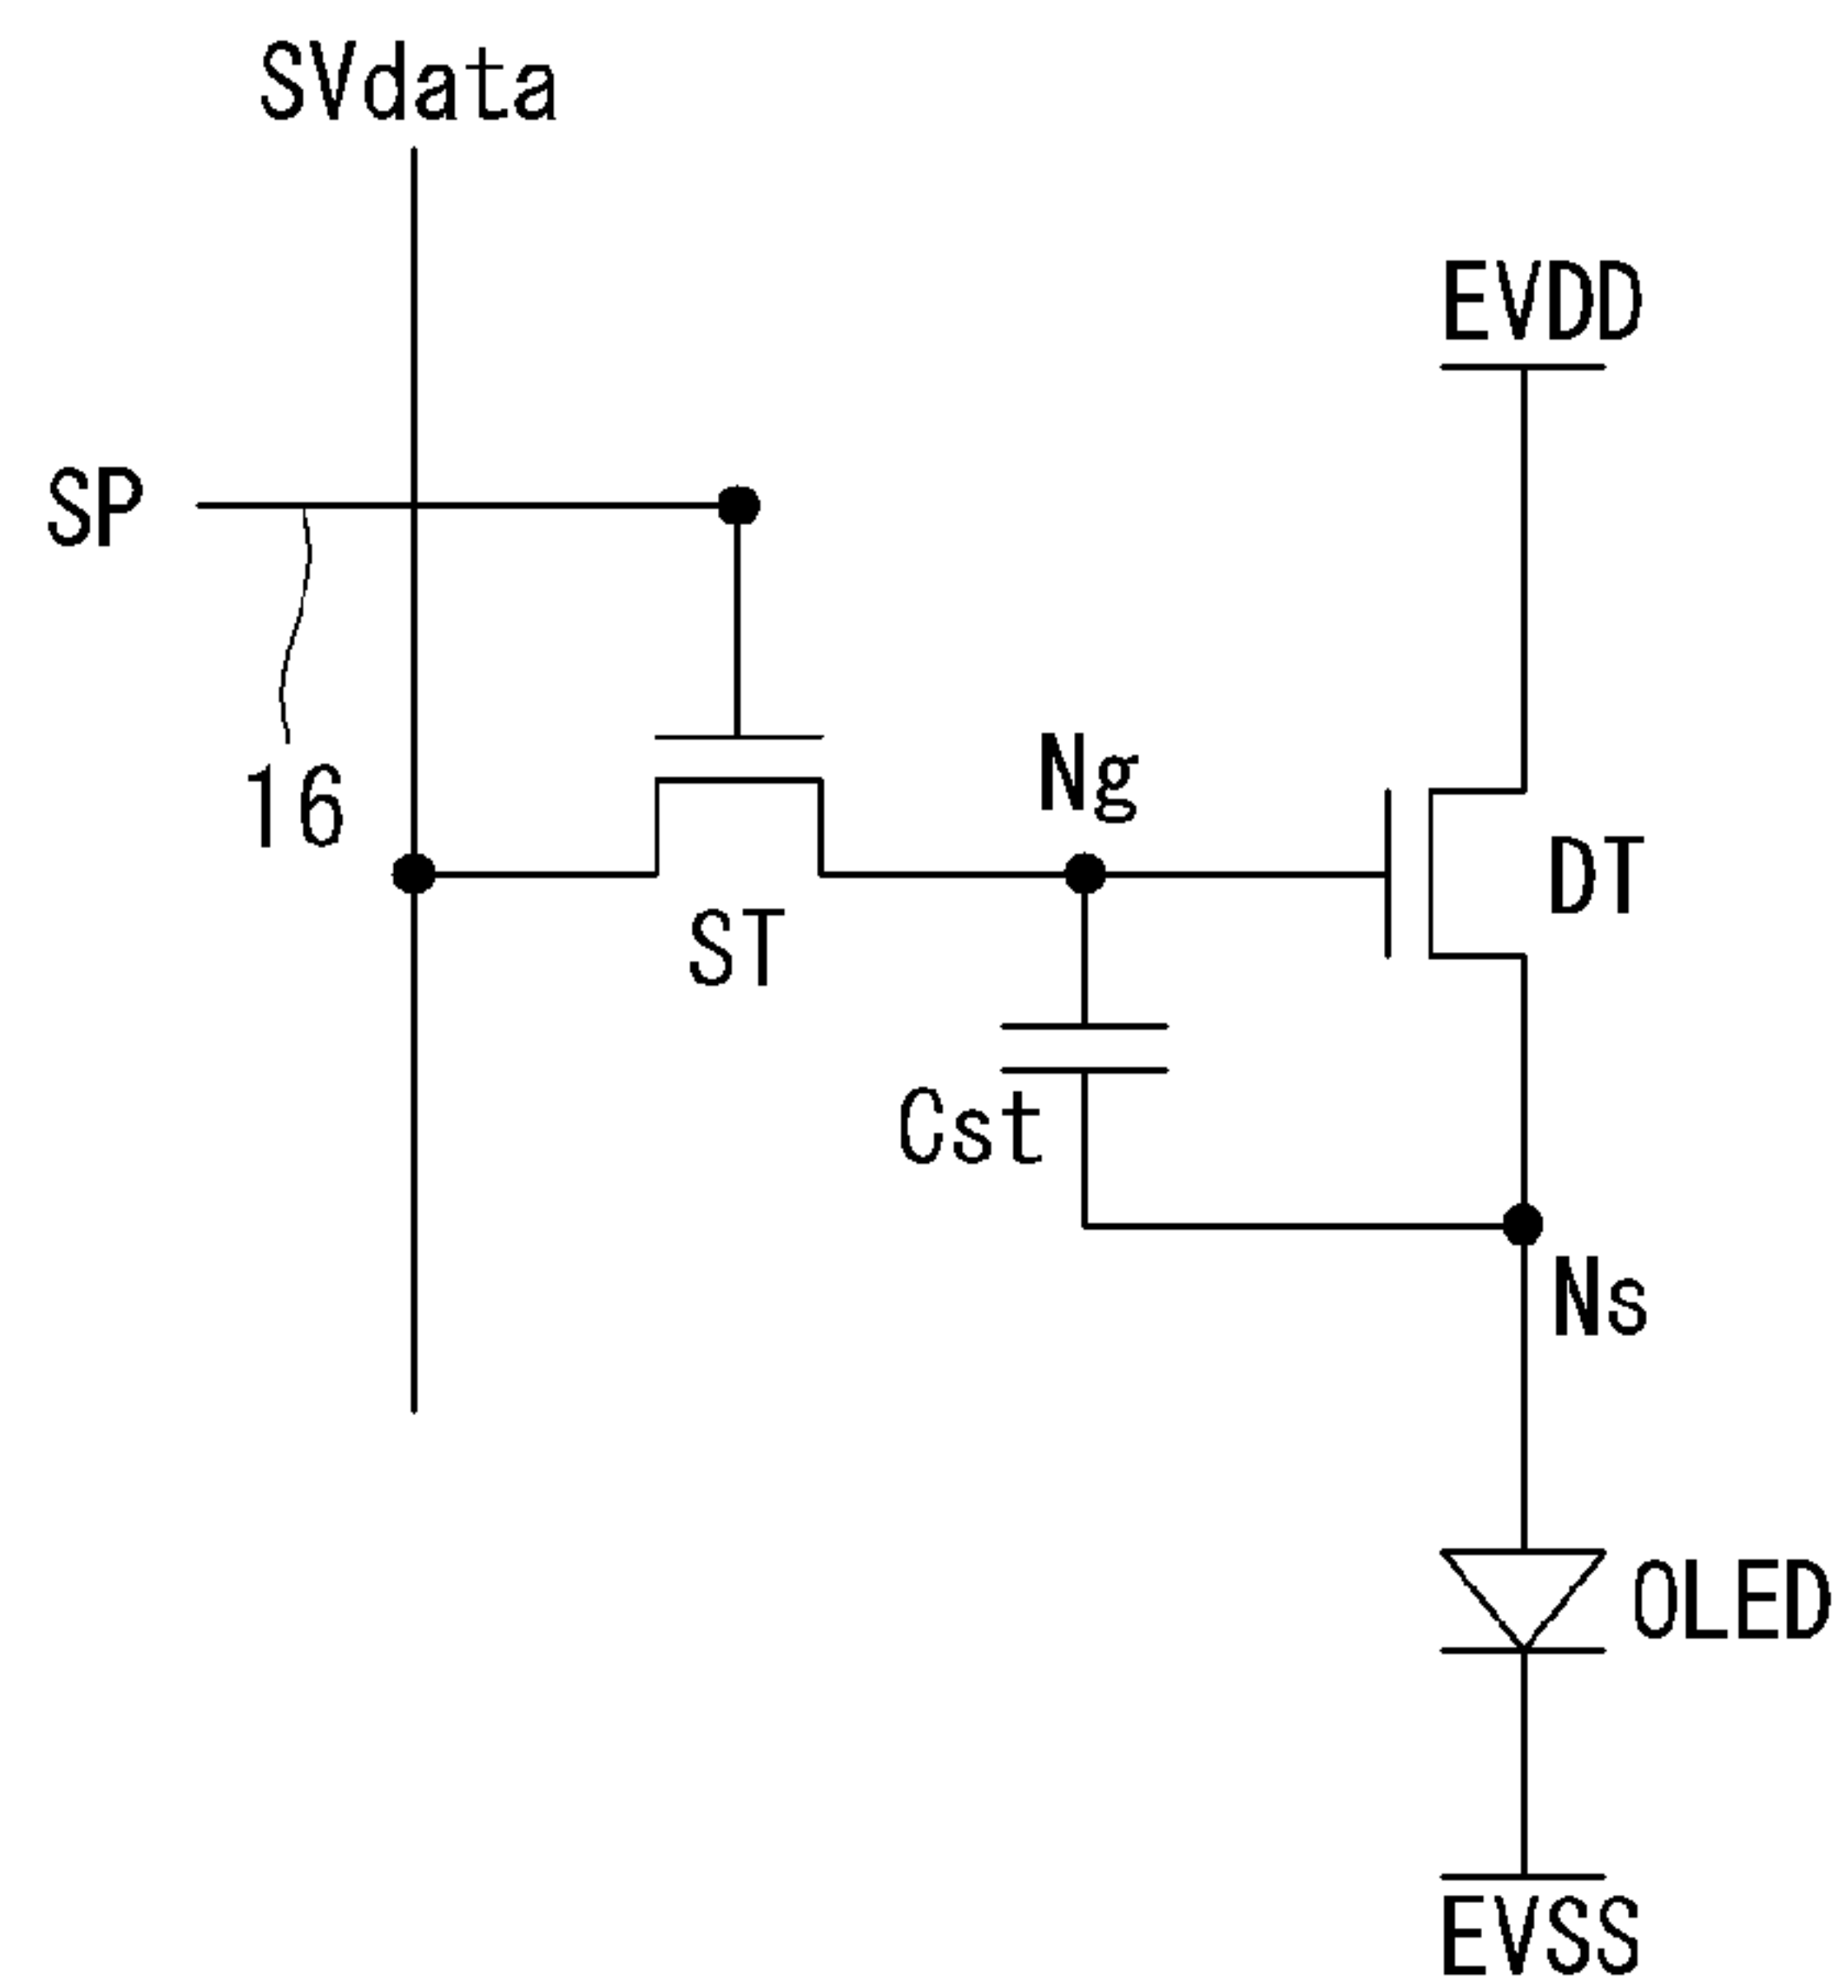 SVdata
EVDD
SP
Ng
16
DT
ST
Cst
Ns
OLED
EVSS